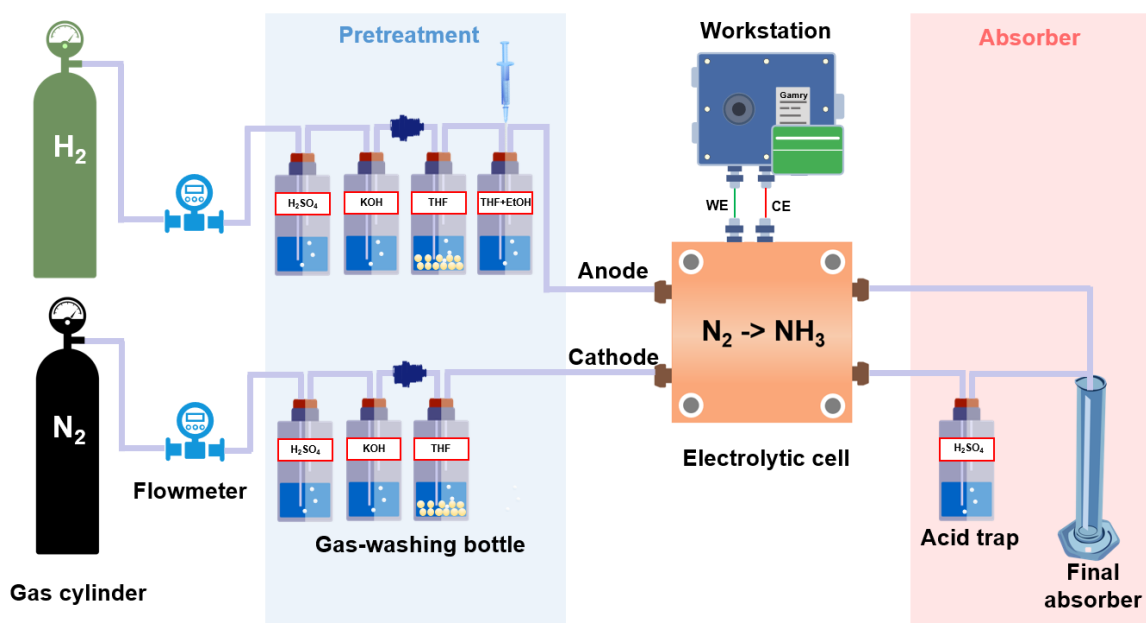 Pretreatment
Workstation
Absorber
Gamry
H₂
H₂SO₄
KOH
THF
THF+EtOH
WE
CE
Anode
N₂ -> NH₃
Cathode
N₂
H₂SO₄
KOH
THF
H₂SO₄
Flowmeter
Electrolytic cell
Gas-washing bottle
Acid trap
Gas cylinder
Final
absorber